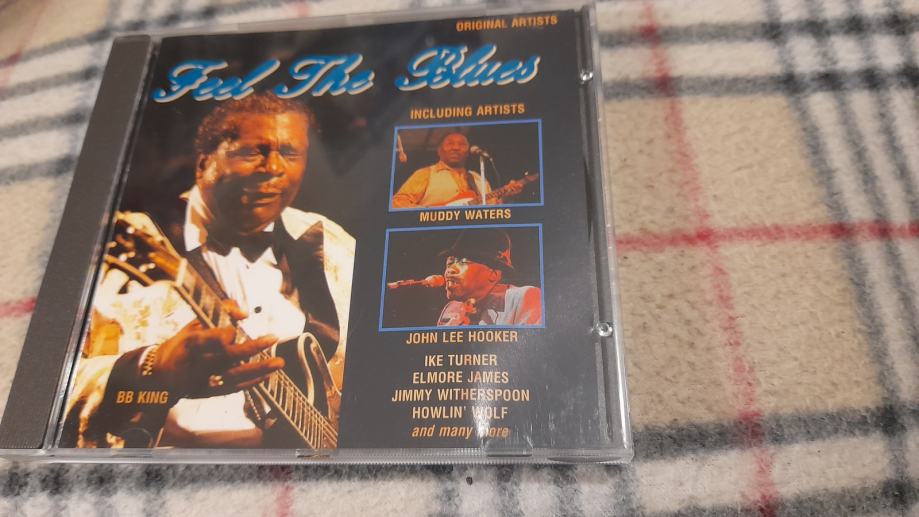 ORIGINAL ARTISTS
Feel The Blues
INCLUDING ARTISTS
MUDDY WATERS
JOHN LEE HOOKER
IKE TURNER
ELMORE JAMES
JIMMY WITHERSPOON
HOWLIN' WOLF
and many more
BB KING